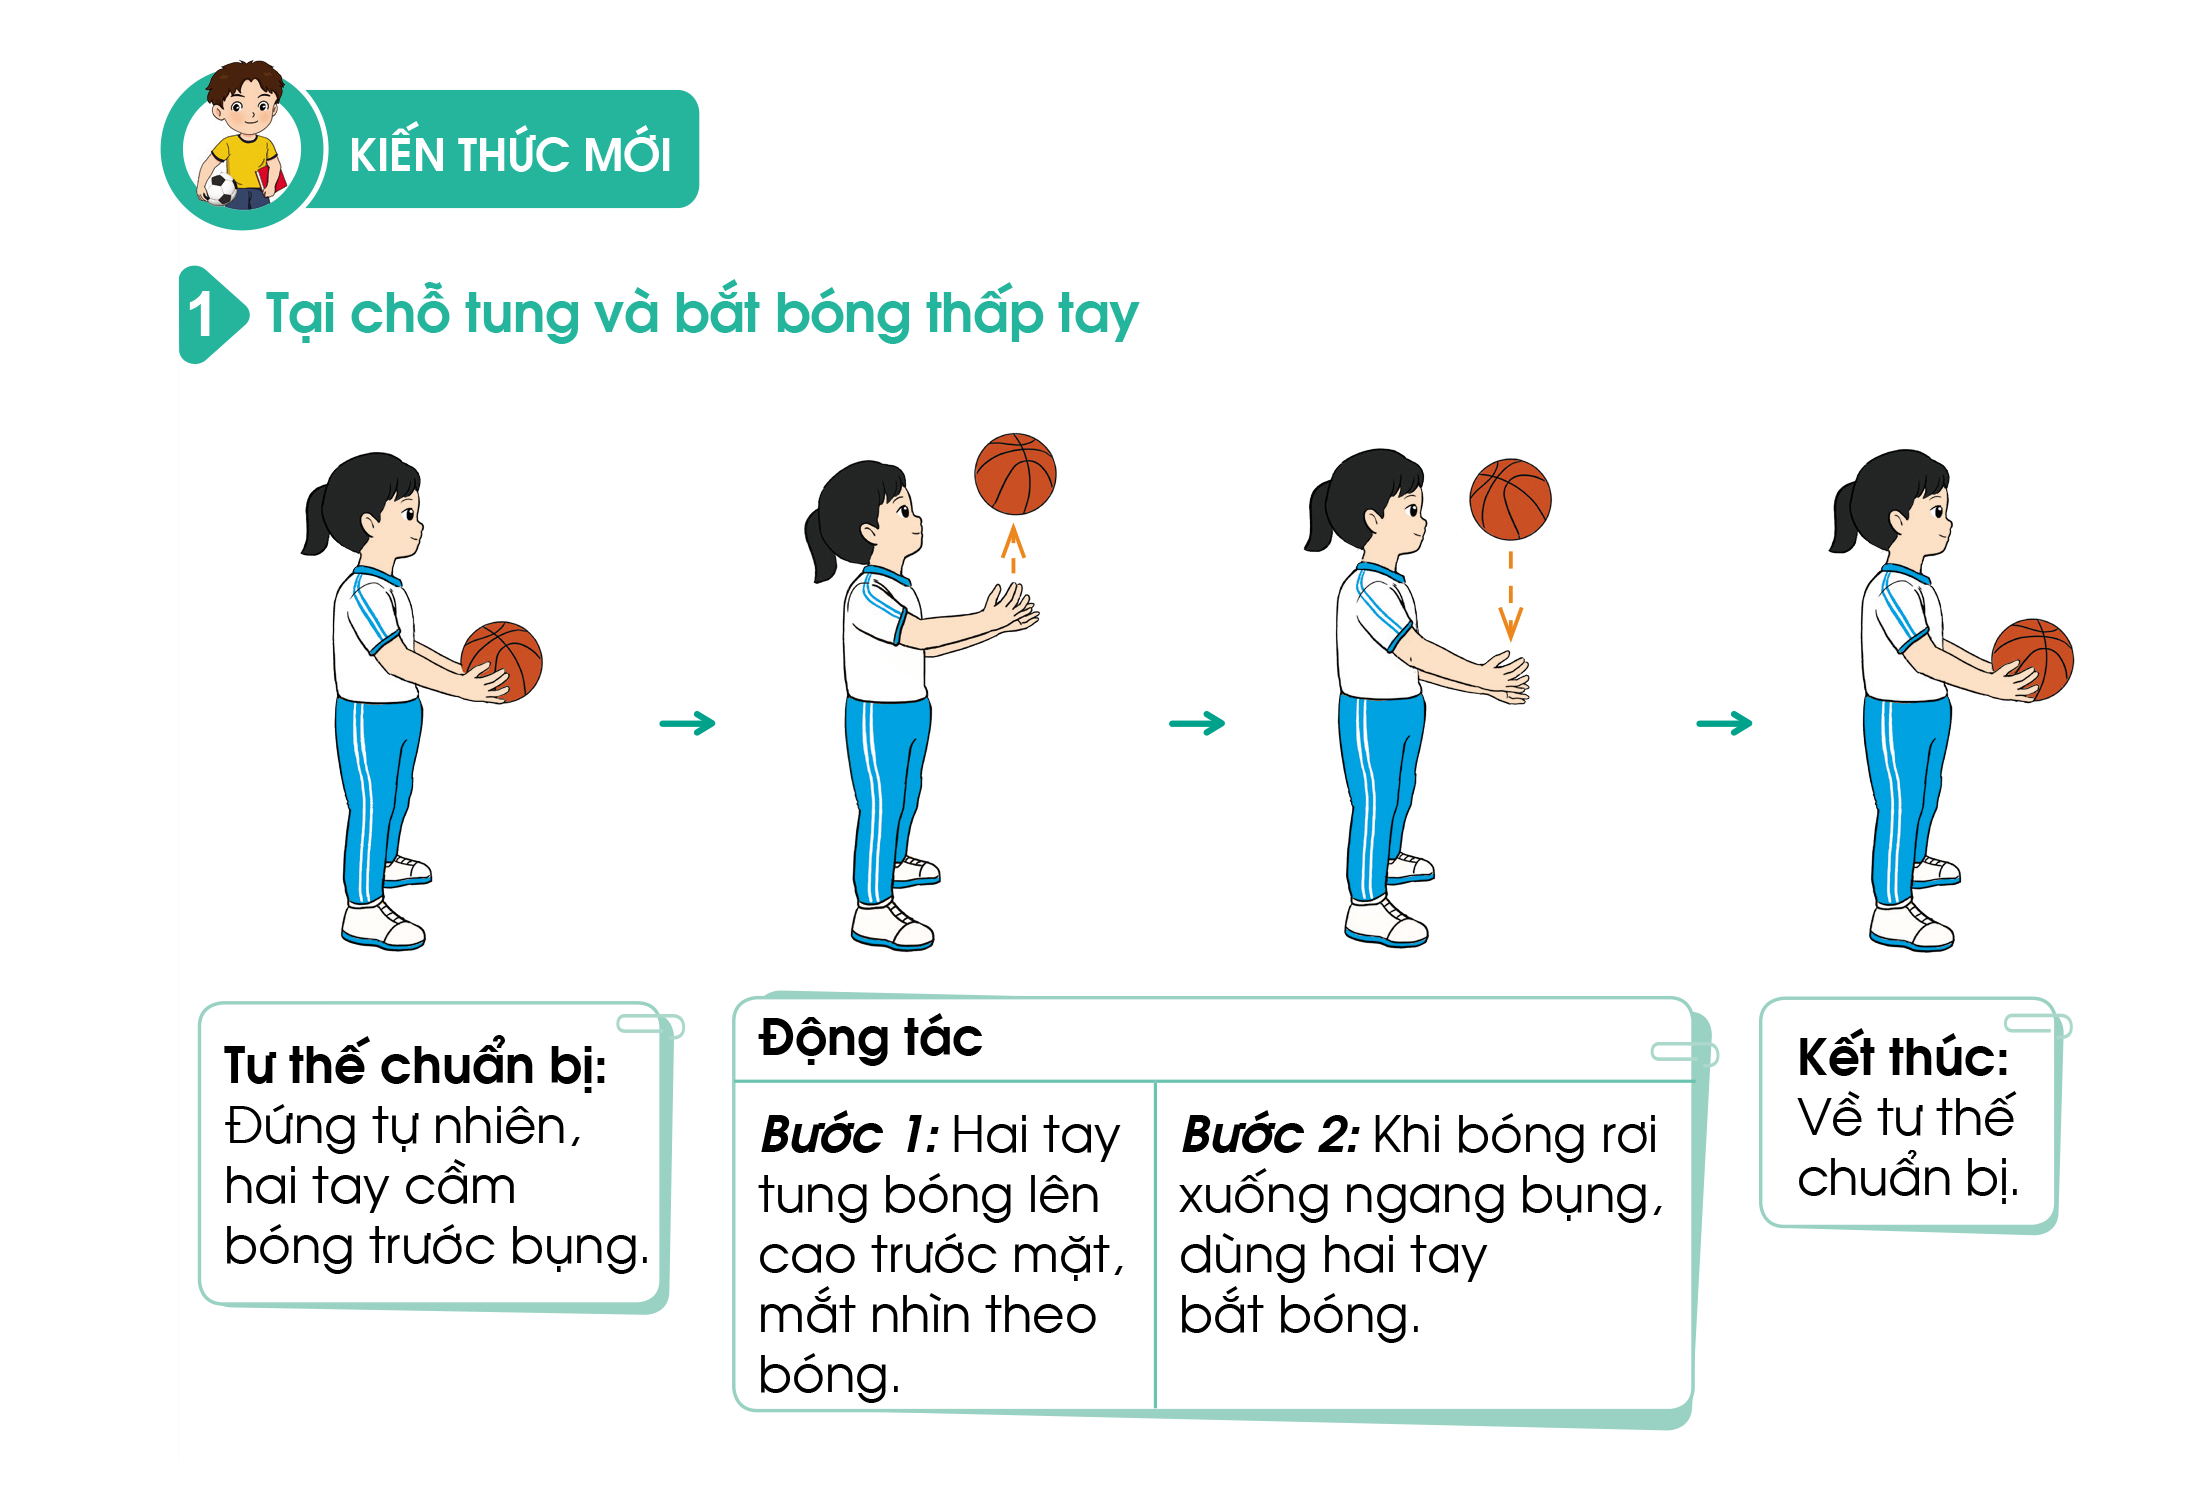 KIẾN THỨC MỚI
1 Tại chỗ tung và bắt bóng thấp tay
Tư thế chuẩn bị:
Đứng tự nhiên,
hai tay cầm
bóng trước bụng.
Động tác
Bước 1: Hai tay
tung bóng lên
cao trước mặt,
mắt nhìn theo
bóng.
Bước 2: Khi bóng rơi
xuống ngang bụng,
dùng hai tay
bắt bóng.
Kết thúc:
Về tư thế
chuẩn bị.